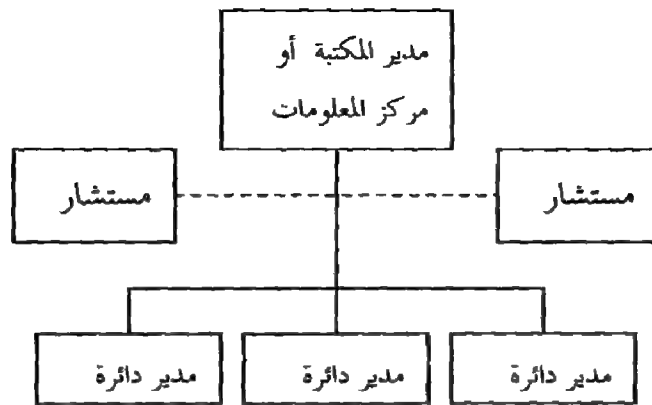 مدير المكتبة أو
مركز المعلومات
مستشار
مستشار
مدير دائرة
مدير دائرة
مدير دائرة